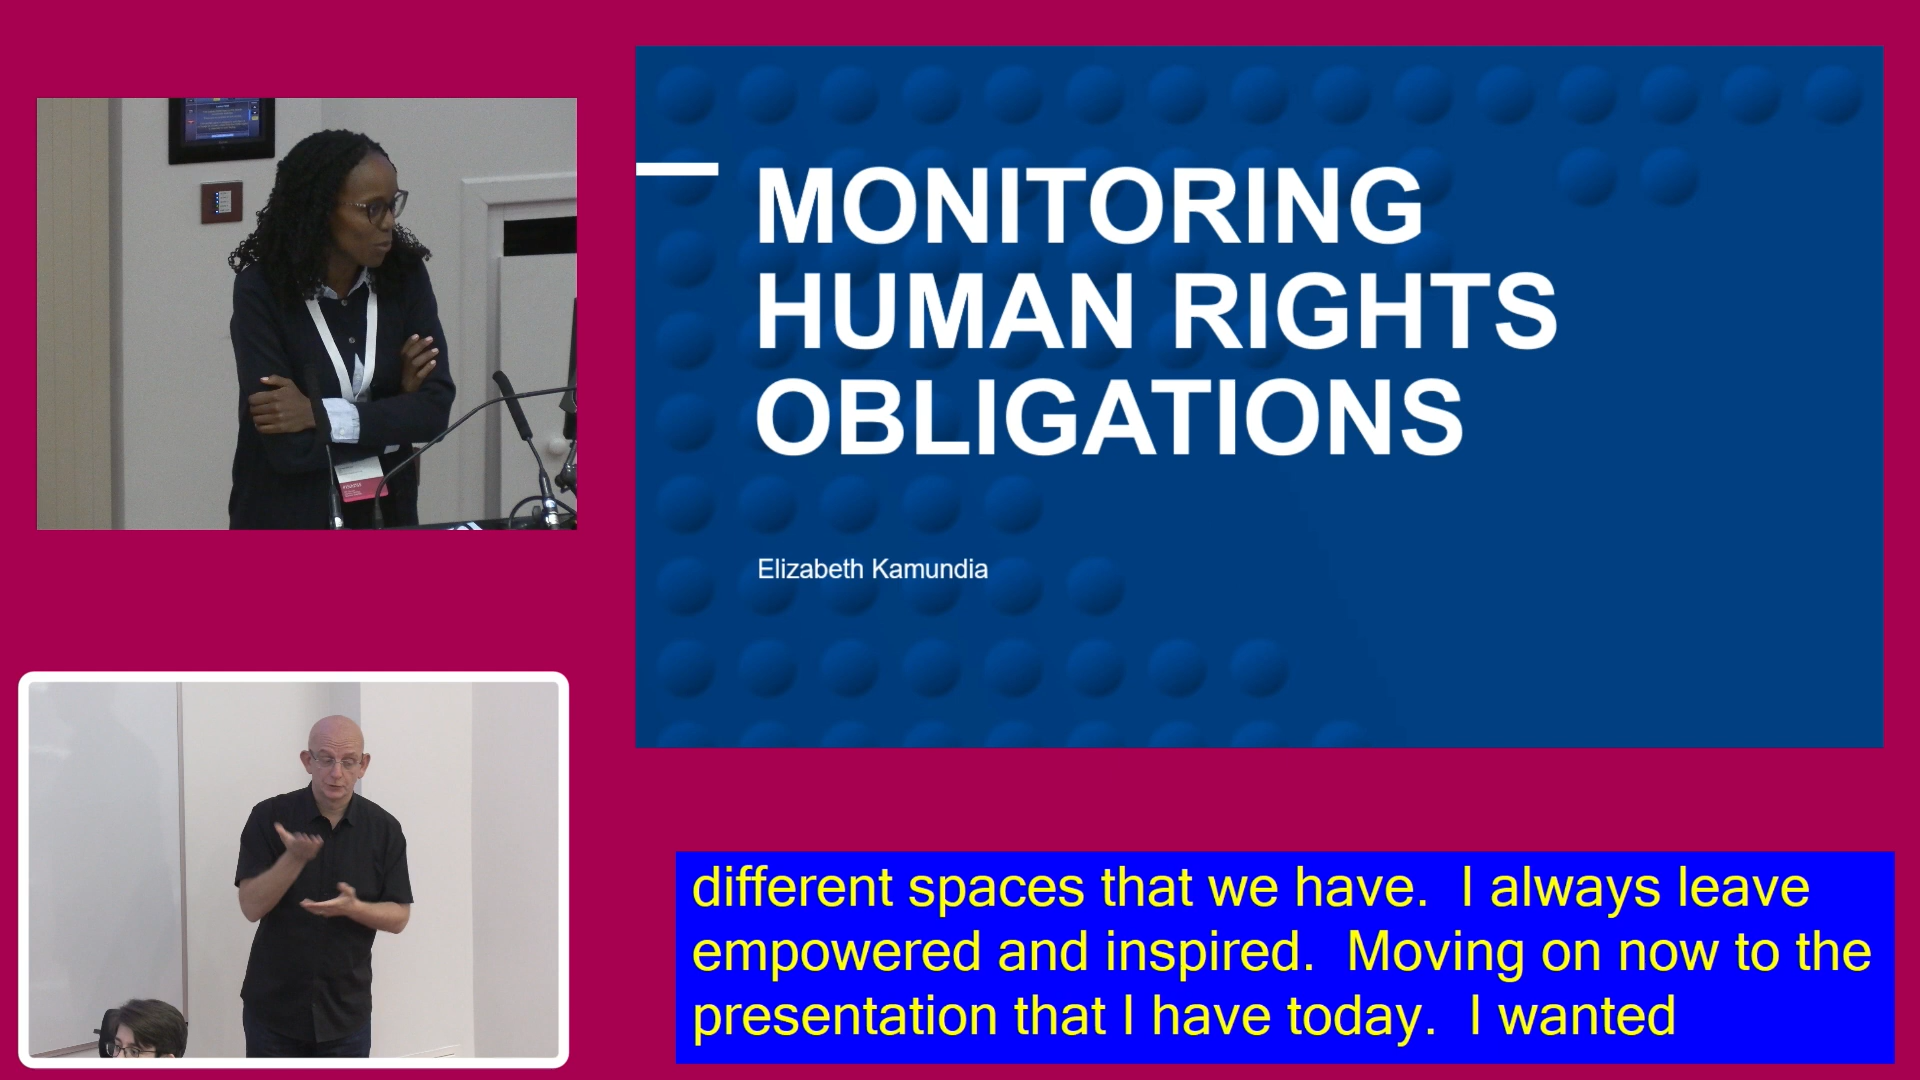 MONITORING
HUMAN RIGHTS
OBLIGATIONS
Elizabeth Kamundia
different spaces that we have.  I always leave
empowered and inspired.  Moving on now to the
presentation that I have today.  I wanted